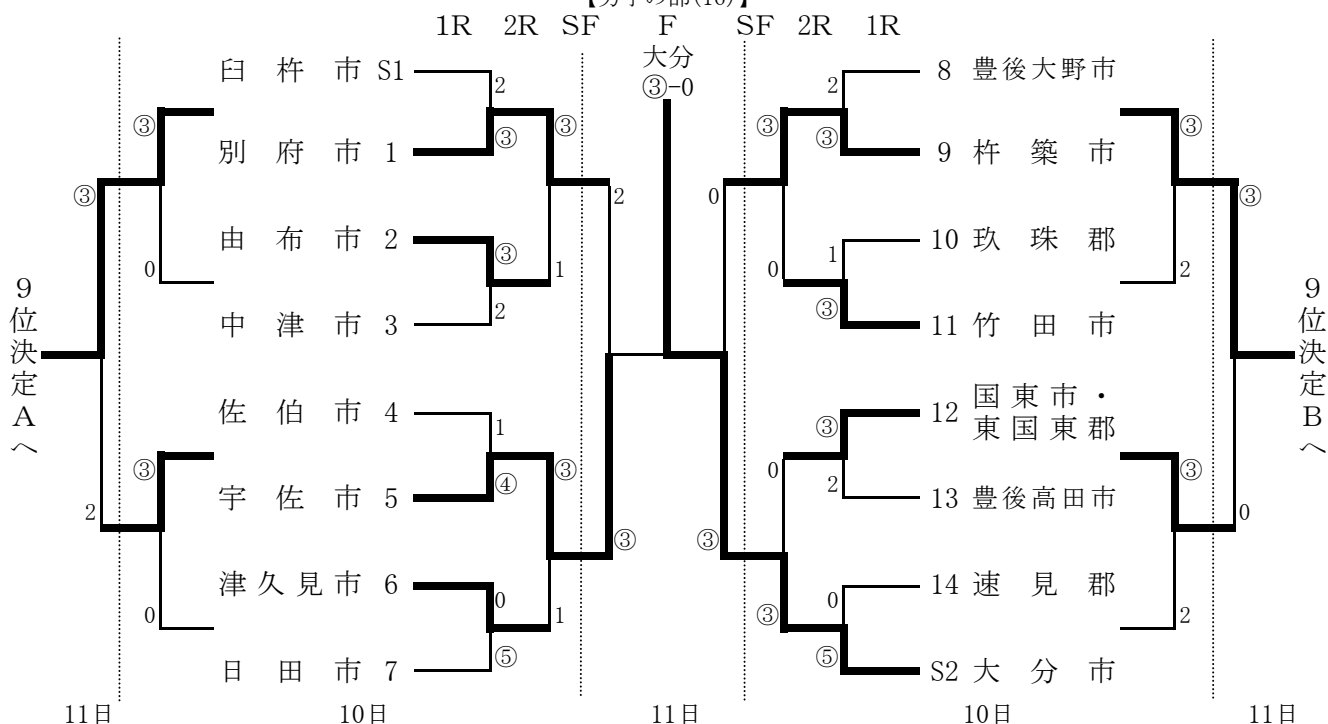 1R 2R SF F SF 2R 1R
大分
③-0
臼杵市 S1
2
③
別府市 1
③
由布市 2
③
1
中津市 3
2
佐伯市 4
1
宇佐市 5
④
③
津久見市 6
0
1
日田市 7
⑤
2
③
③
0
③
③
0
2
9位決定Aへ
8 豊後大野市
2
③
9 杵築市
③
10 玖珠郡
1
0
11 竹田市
③
12 国東市・
東国東郡
③
0
13 豊後高田市
2
14 速見郡
0
③
S2 大分市
⑤
0
③
③
2
③
③
2
0
9位決定Bへ
11日 10日 11日 10日 11日